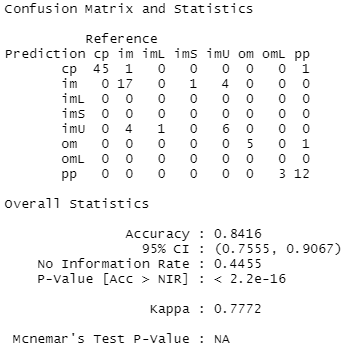 Confusion Matrix and Statistics
Reference
Prediction cp im imL imS imU om omL pp
cp 45 1 0 0 0 0 0 1
im 0 17 0 1 4 0 0 0
imL 0 0 0 0 0 0 0 0
imS 0 0 0 0 0 0 0 0
imU 0 4 1 0 6 0 0 0
om 0 0 0 0 0 5 0 1
omL 0 0 0 0 0 0 0 0
pp 0 0 0 0 0 0 3 12
Overall Statistics
Accuracy : 0.8416
95% CI : (0.7555, 0.9067)
No Information Rate : 0.4455
P-Value [Acc > NIR] : < 2.2e-16
Kappa : 0.7772
Mcnemar's Test P-Value : NA